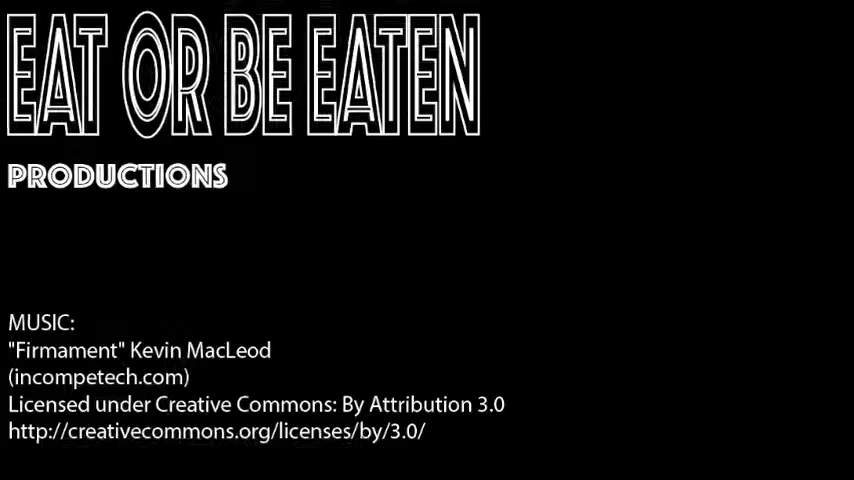 EAT OR BE EATEN
PRODUCTIONS
MUSIC:
"Firmament" Kevin MacLeod
(incompetech.com)
Licensed under Creative Commons: By Attribution 3.0
http://creativecommons.org/licenses/by/3.0/